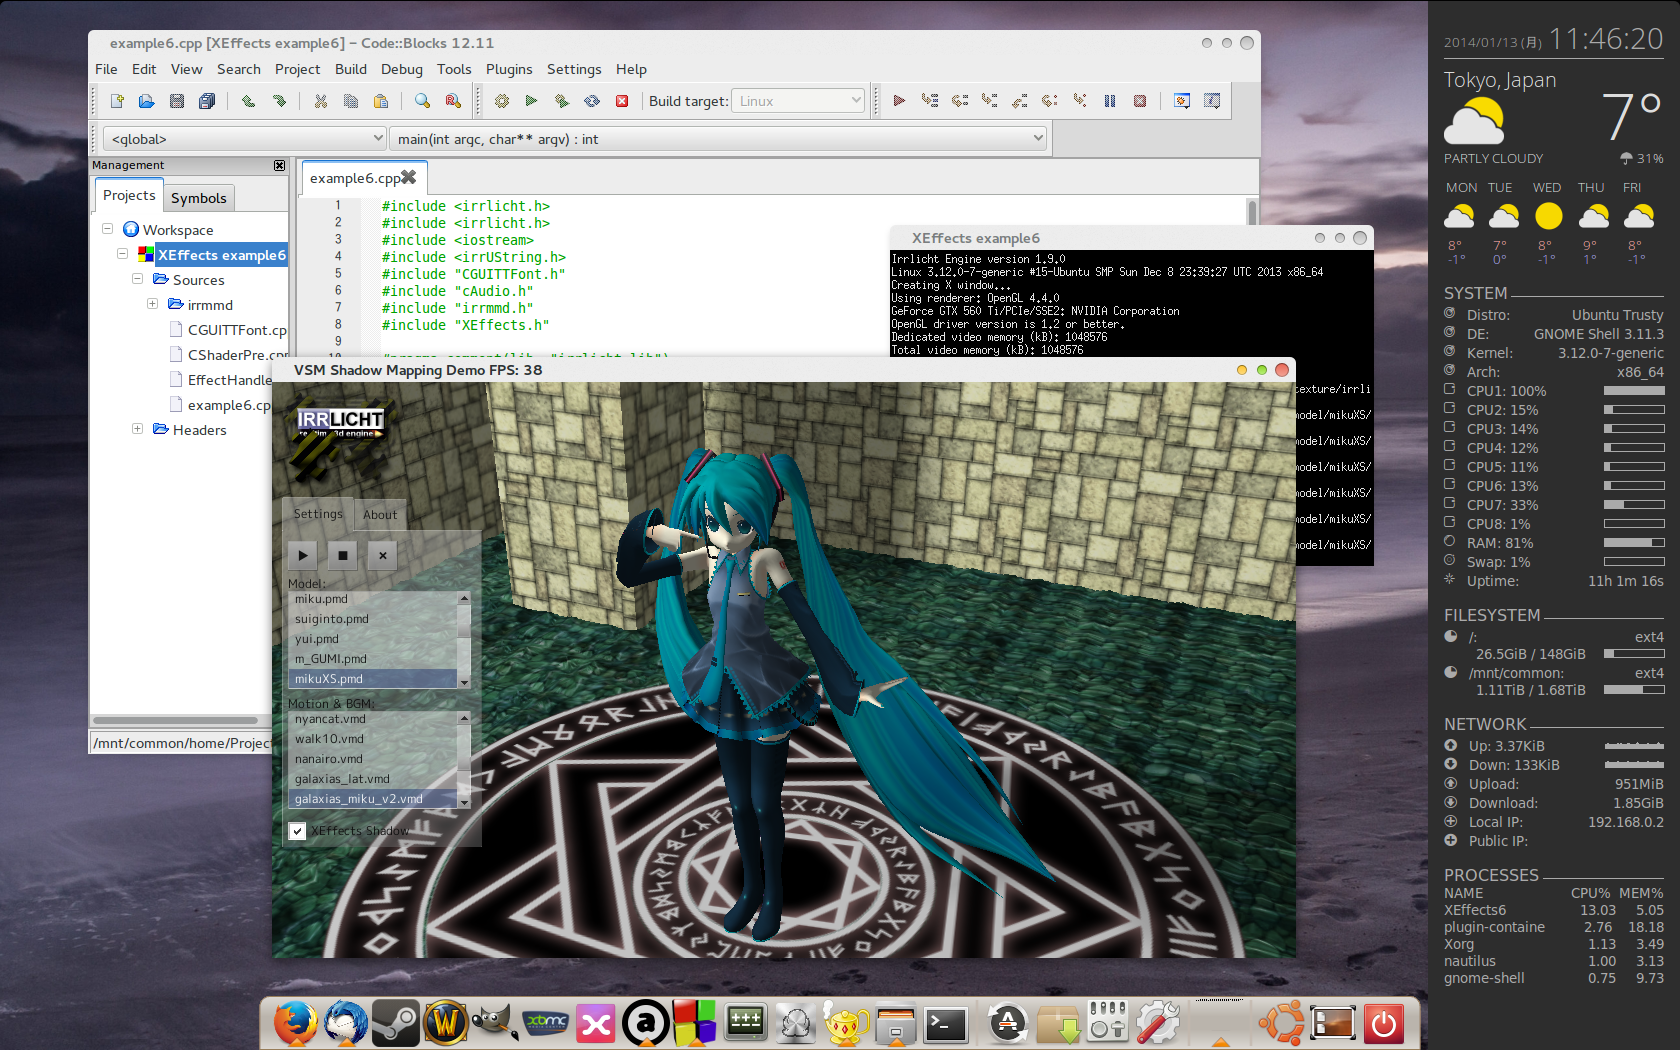 example6.cpp [XEffects example6] – Code::Blocks 12.11
File Edit View Search Project Build Debug Tools Plugins Settings Help
Build target: Linux
<global>
main(int argc, char** argv) : int
Management
Projects Symbols
Workspace
XEffects example6
Sources
irrmmd
CGUITTFont.cp
CShaderPre.cpp
EffectHandle
example6.cp
Headers
/mnt/common/home/Project
example6.cpp
1 #include <irrlicht.h>
2 #include <irrlicht.h>
3 #include <iostream>
4 #include <irrUString.h>
5 #include "CGUITTFont.h"
6 #include "cAudio.h"
7 #include "irrmmd.h"
8 #include "XEffects.h"
9
10 #pragma comment(lib, "irrlicht.lib")
XEffects example6
Irrlicht Engine version 1.9.0
Linux 3.12.0-7-generic #15-Ubuntu SMP Sun Dec 8 23:39:27 UTC 2013 x86_64
Creating X window...
Using renderer: OpenGL 4.4.0
GeForce GTX 560 Ti/PCIe/SSE2: NVIDIA Corporation
OpenGL driver version is 1.2 or better.
Dedicated video memory (kB): 1048576
Total video memory (kB): 1048576
texture/irrli
model/mikuXS/
model/mikuXS/
model/mikuXS/
model/mikuXS/
model/mikuXS/
model/mikuXS/
VSM Shadow Mapping Demo FPS: 38
IRRLICHT
realtime 3d engine
Settings About
Model:
miku.pmd
suiginto.pmd
yui.pmd
m_GUMI.pmd
mikuXS.pmd
Motion & BGM:
nyancat.vmd
walk10.vmd
nanairo.vmd
galaxias_lat.vmd
galaxias_miku_v2.vmd
XEffects Shadow
2014/01/13 (月) 11:46:20
Tokyo, Japan
7°
PARTLY CLOUDY 31%
MON TUE WED THU FRI
8° 7° 8° 9° 8°
-1° 0° -1° 1° -1°
SYSTEM
Distro: Ubuntu Trusty
DE: GNOME Shell 3.11.3
Kernel: 3.12.0-7-generic
Arch: x86_64
CPU1: 100%
CPU2: 15%
CPU3: 14%
CPU4: 12%
CPU5: 11%
CPU6: 13%
CPU7: 33%
CPU8: 1%
RAM: 81%
Swap: 1%
Uptime: 11h 1m 16s
FILESYSTEM
/: ext4
26.5GiB / 148GiB
/mnt/common: ext4
1.11TiB / 1.68TiB
NETWORK
Up: 3.37KiB
Down: 133KiB
Upload: 951MiB
Download: 1.85GiB
Local IP: 192.168.0.2
Public IP:
PROCESSES
NAME CPU% MEM%
XEffects6 13.03 5.05
plugin-containe 2.76 18.18
Xorg 1.13 3.49
nautilus 1.00 3.13
gnome-shell 0.75 9.73
xbmc